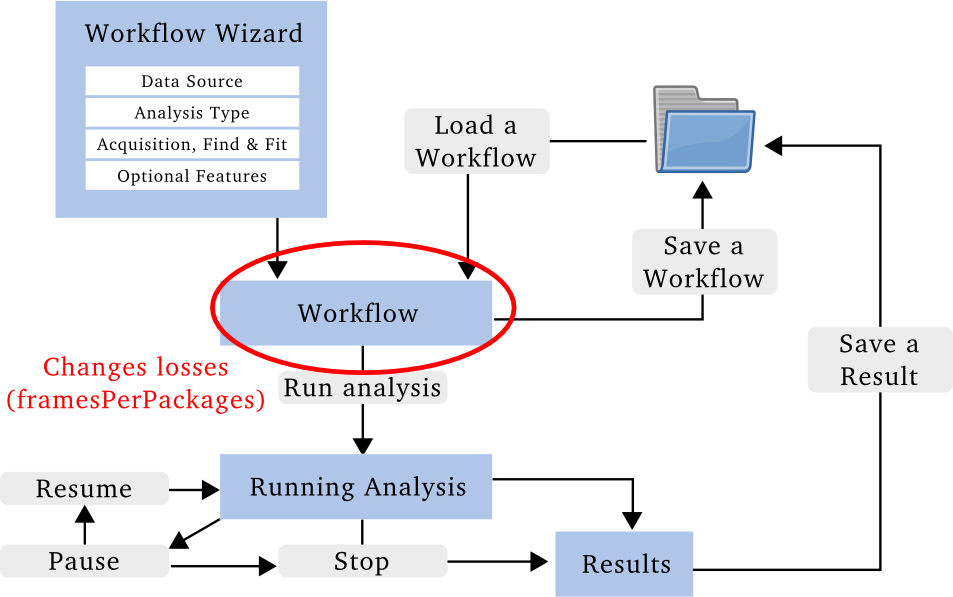 Workflow Wizard
Data Source
Analysis Type
Acquisition, Find & Fit
Optional Features
Load a
Workflow
Save a
Workflow
Workflow
Save a
Result
Changes losses
(framesPerPackages)
Run analysis
Resume
Running Analysis
Pause
Stop
Results